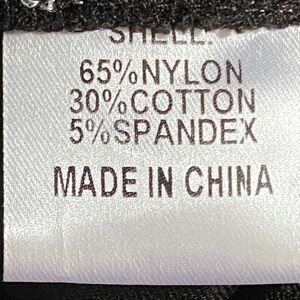 SHELL:
65%NYLON
30%COTTON
5%SPANDEX
MADE IN CHINA